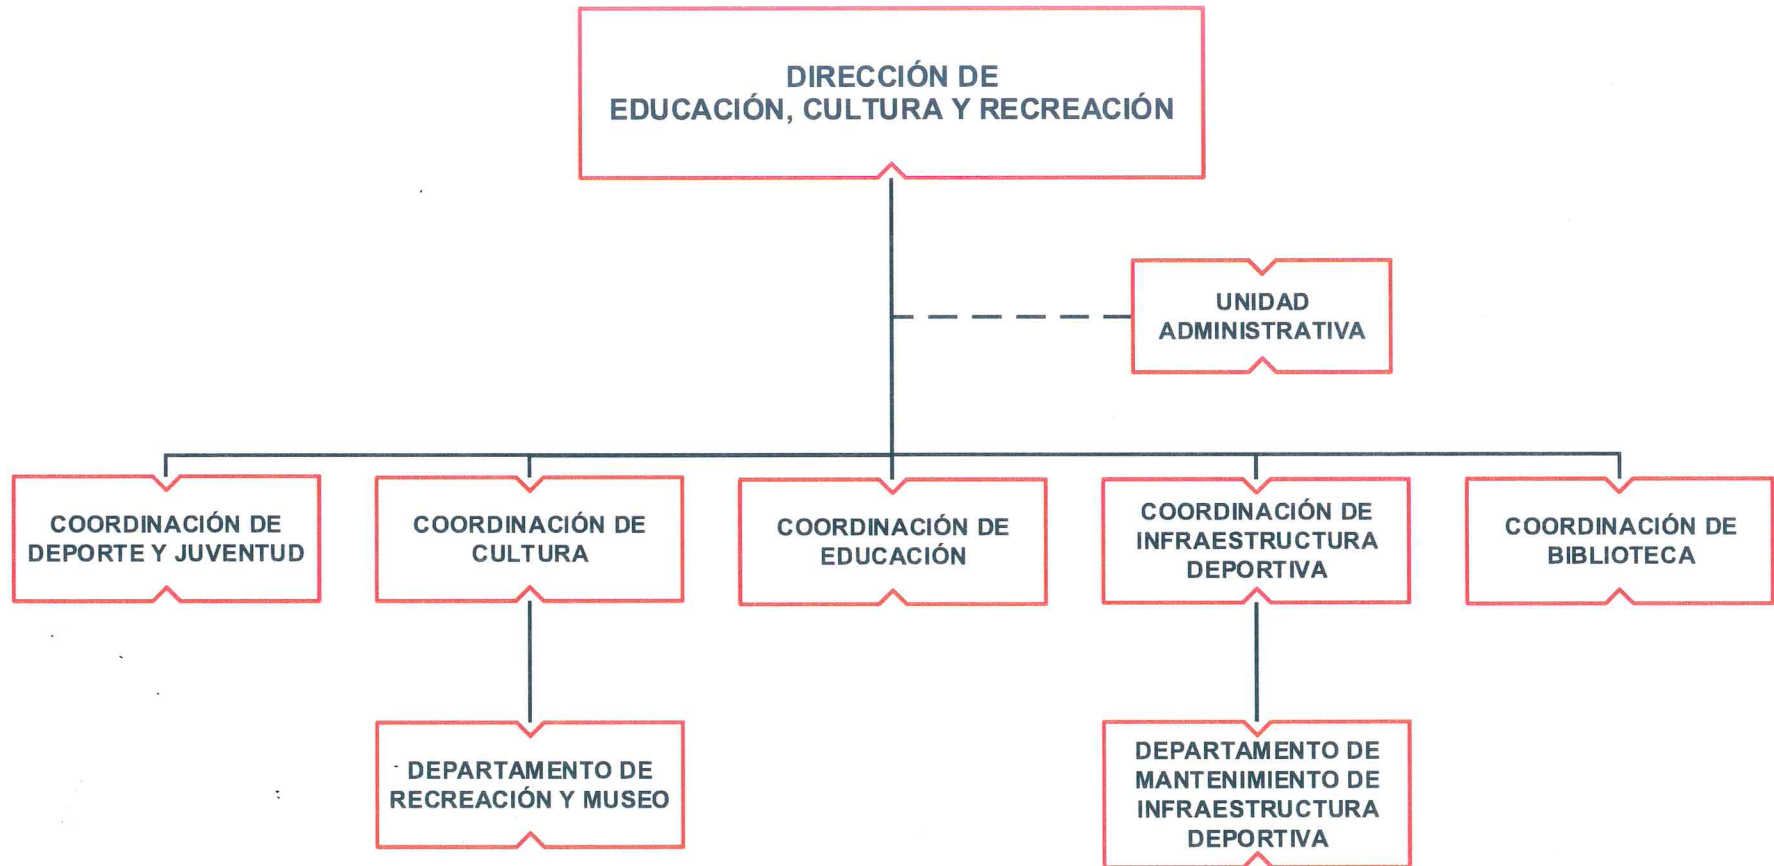 DIRECCIÓN DE
EDUCACIÓN, CULTURA Y RECREACIÓN
UNIDAD
ADMINISTRATIVA
COORDINACIÓN DE
DEPORTE Y JUVENTUD
COORDINACIÓN DE
CULTURA
COORDINACIÓN DE
EDUCACIÓN
COORDINACIÓN DE
INFRAESTRUCTURA
DEPORTIVA
COORDINACIÓN DE
BIBLIOTECA
DEPARTAMENTO DE
RECREACIÓN Y MUSEO
DEPARTAMENTO DE
MANTENIMIENTO DE
INFRAESTRUCTURA
DEPORTIVA